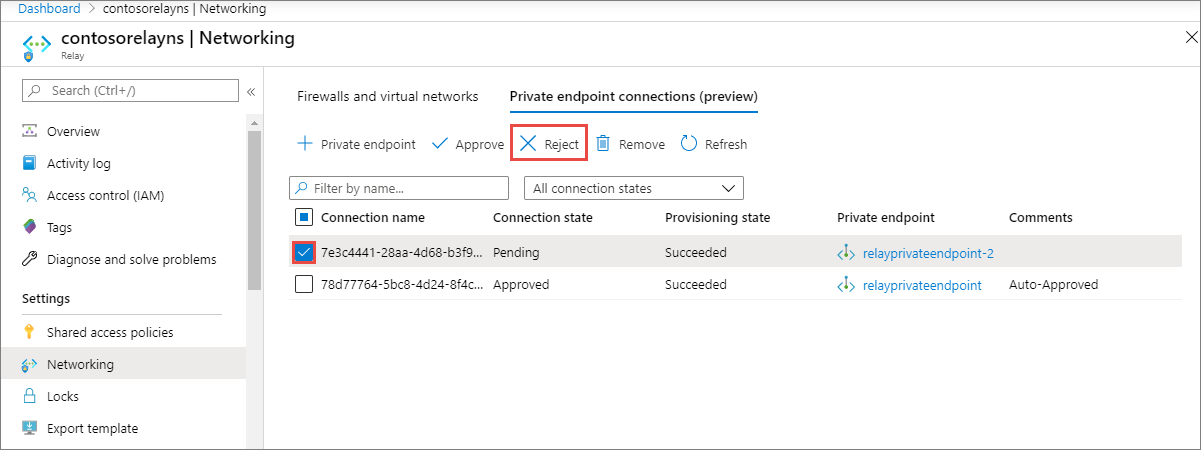 Dashboard > contosorelayns | Networking
contosorelayns | Networking
Relay
Search (Ctrl+/)
«
Overview
Activity log
Access control (IAM)
Tags
Diagnose and solve problems
Settings
Shared access policies
Networking
Locks
Export template
Firewalls and virtual networks
Private endpoint connections (preview)
+ Private endpoint
Approve
Reject
Remove
Refresh
Filter by name...
All connection states
Connection name Connection state Provisioning state Private endpoint Comments
7e3c4441-28aa-4d68-b3f9... Pending Succeeded relayprivateendpoint-2
78d77764-5bc8-4d24-8f4c... Approved Succeeded relayprivateendpoint Auto-Approved